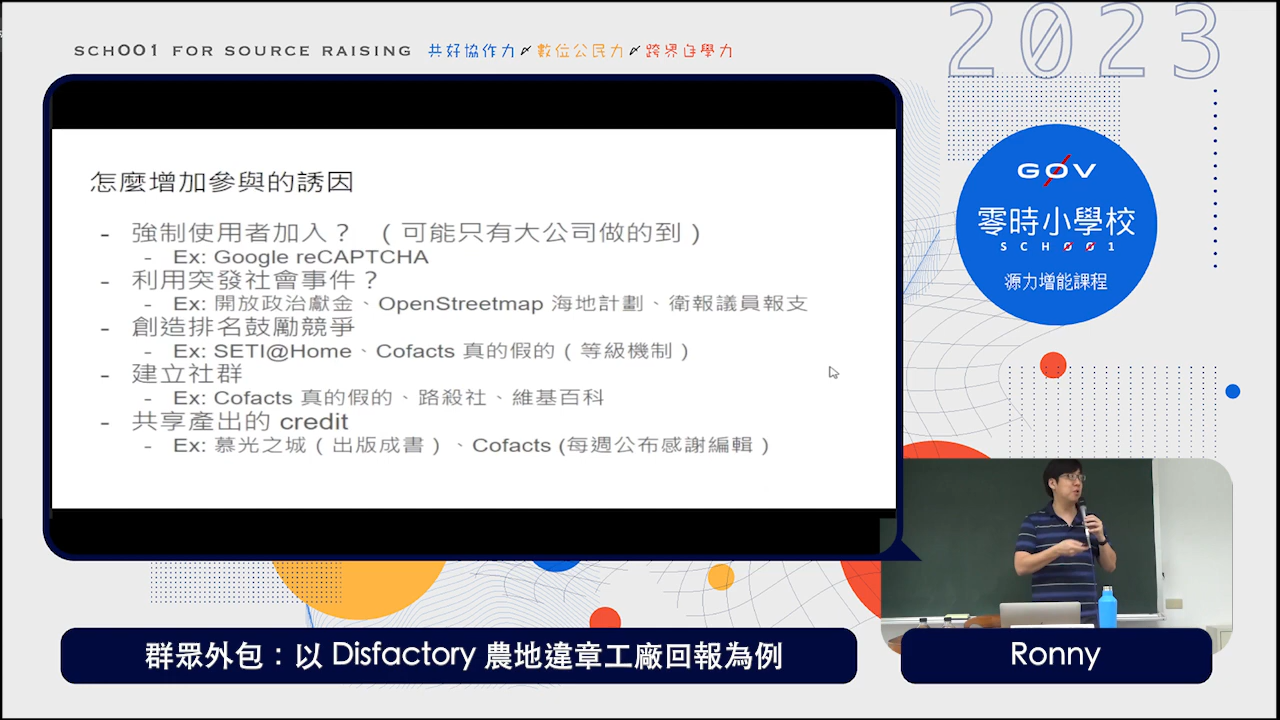 SCH001 FOR SOURCE RAISING 共好協作力 數位公民力 跨界自學力
2023
怎麼增加參與的誘因
- 強制使用者加入？ （可能只有大公司做的到）
- Ex: Google reCAPTCHA
- 利用突發社會事件？
- Ex: 開放政治獻金、OpenStreetmap 海地計劃、衛報議員報支
- 創造排名鼓勵競爭
- Ex: SETI@Home、Cofacts 真的假的（等級機制）
- 建立社群
- Ex: Cofacts 真的假的、路殺社、維基百科
- 共享產出的 credit
- Ex: 慕光之城（出版成書）、Cofacts (每週公布感謝編輯）
G0V
零時小學校
SCH001
源力增能課程
群眾外包：以 Disfactory 農地違章工廠回報為例
Ronny